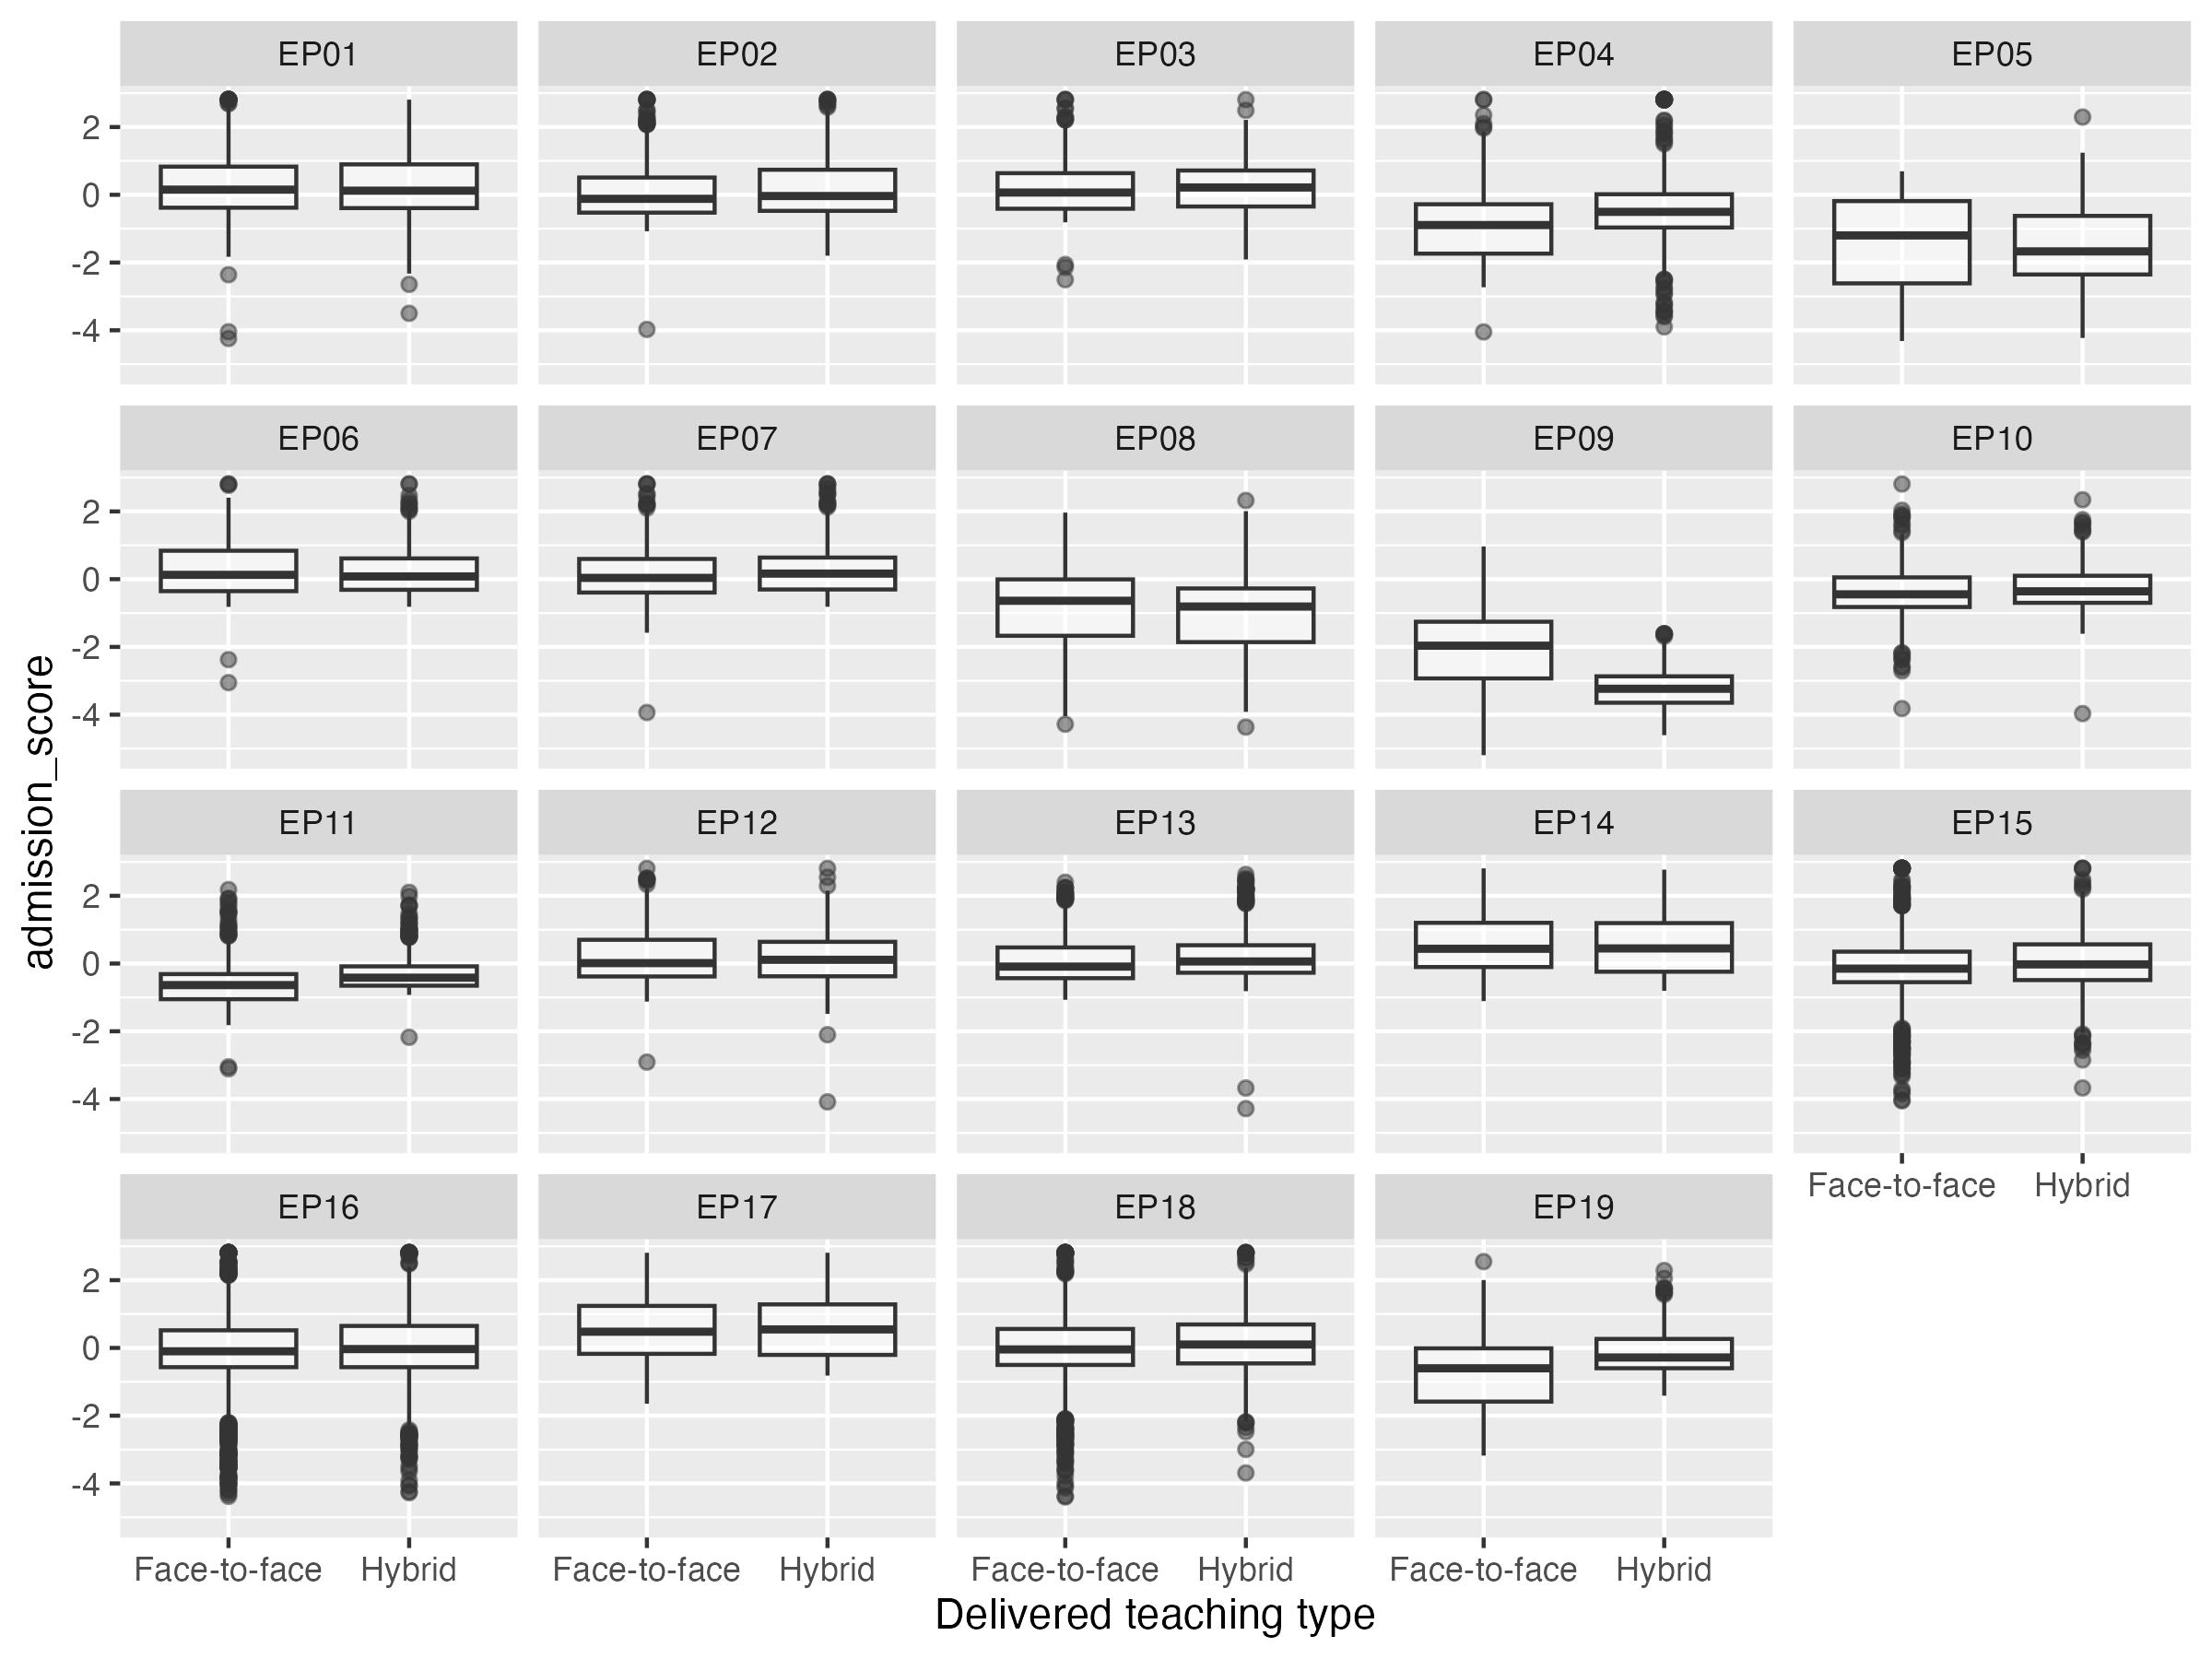 EP01 EP02 EP03 EP04 EP05
2
0
-2
-4
EP06 EP07 EP08 EP09 EP10
2
0
-2
-4
EP11 EP12 EP13 EP14 EP15
2
0
-2
-4
Face-to-face Hybrid
EP16 EP17 EP18 EP19
2
0
-2
-4
Face-to-face Hybrid Face-to-face Hybrid Face-to-face Hybrid Face-to-face Hybrid
Delivered teaching type
admission_score